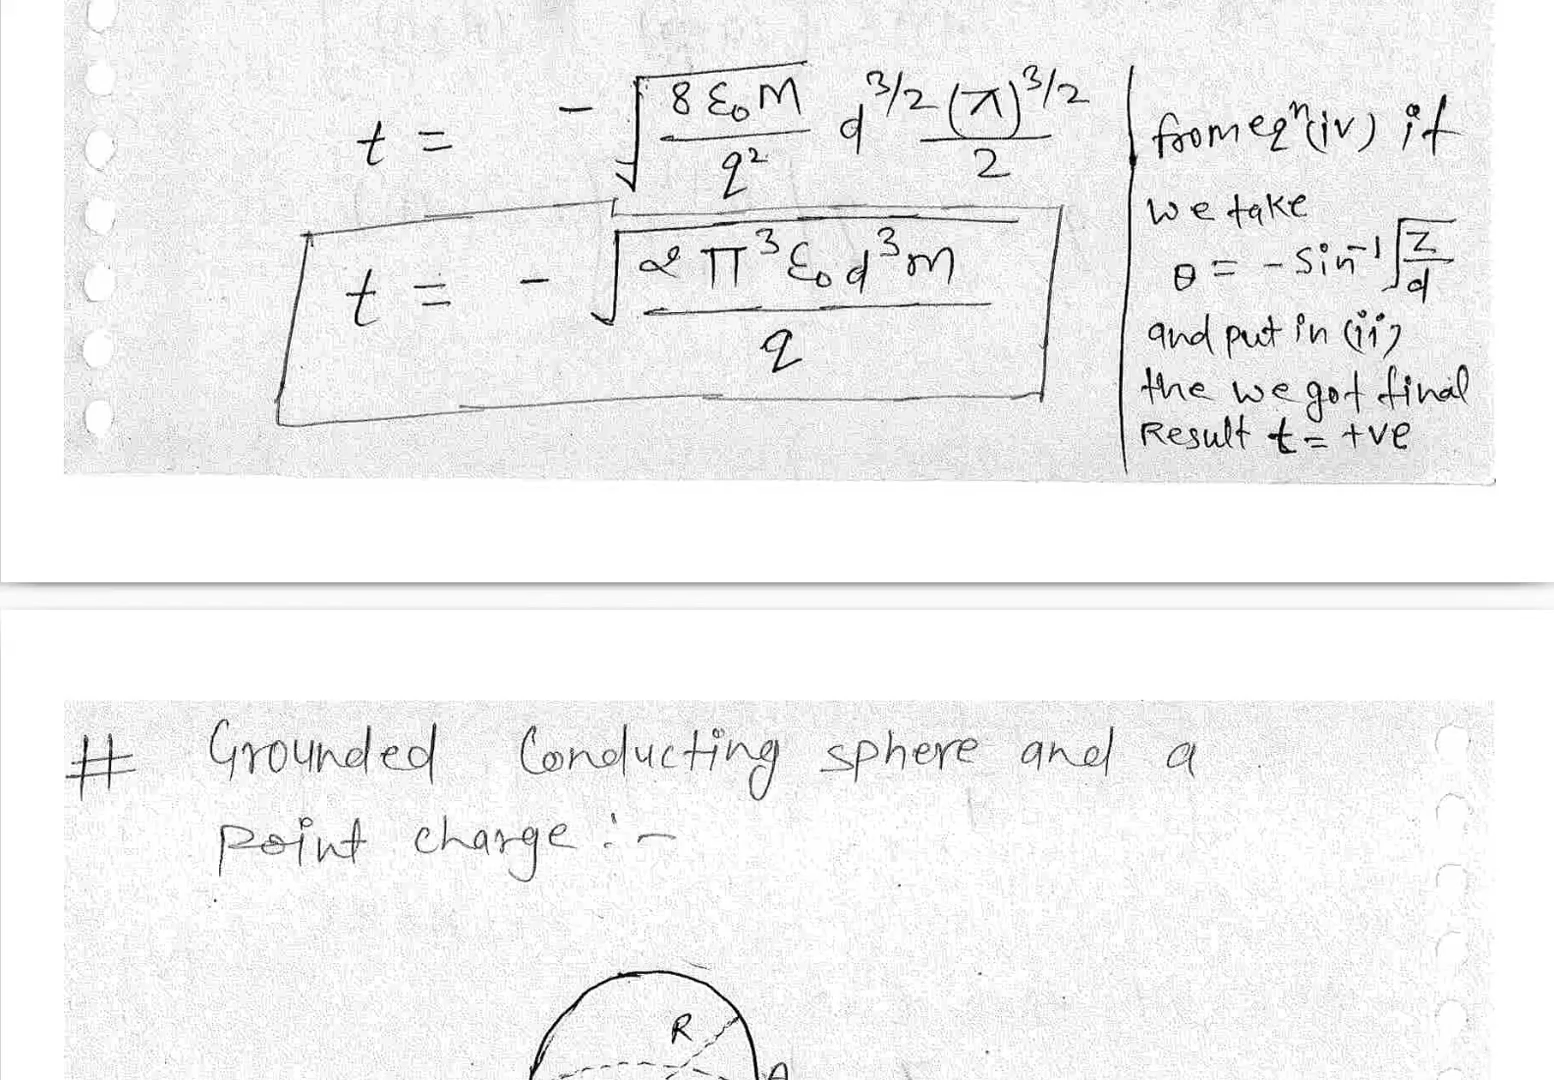 t = - √(8 ε₀ m / q²) d^3/2 (π)^3/2 / 2
t = - √(2 π³ ε₀ d³ m) / q
from eqⁿ (iv) if
we take
θ = - sin⁻¹ √(z/d)
and put in (ii)
the we got final
Result t = +ve
# Grounded Conducting sphere and a
point charge :-
R
A